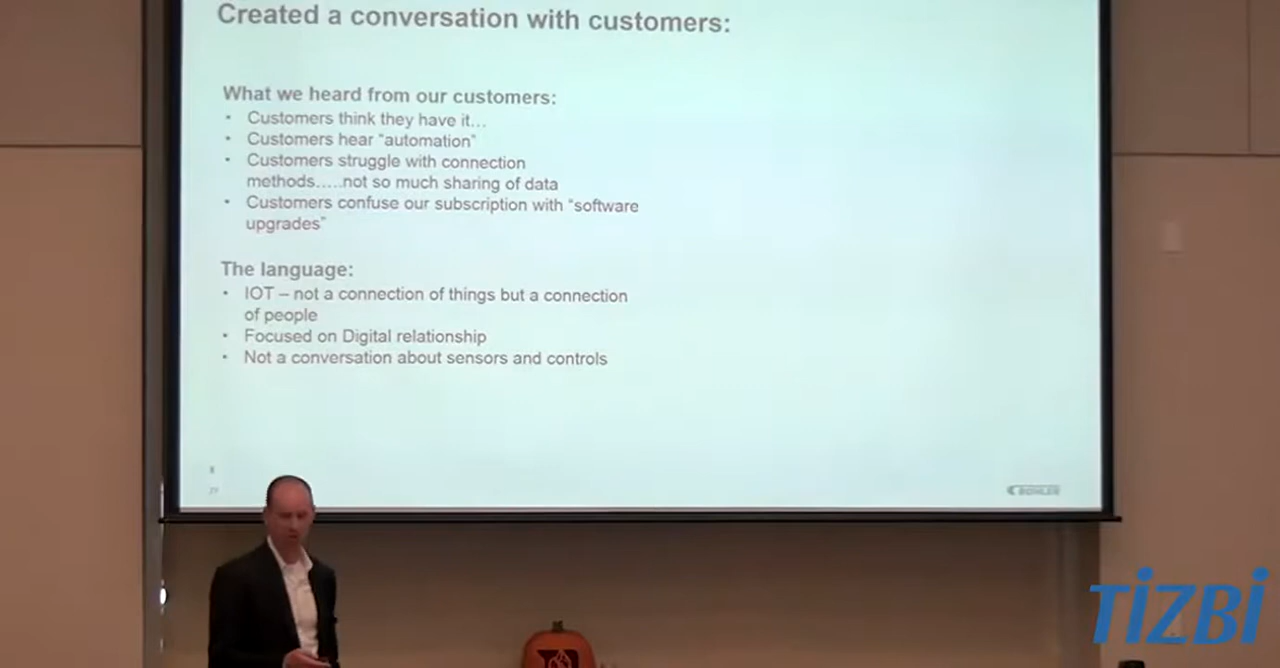 Created a conversation with customers:
What we heard from our customers:
• Customers think they have it…
• Customers hear "automation"
• Customers struggle with connection
methods…..not so much sharing of data
• Customers confuse our subscription with "software
upgrades"
The language:
• IOT – not a connection of things but a connection
of people
• Focused on Digital relationship
• Not a conversation about sensors and controls
TiZBi